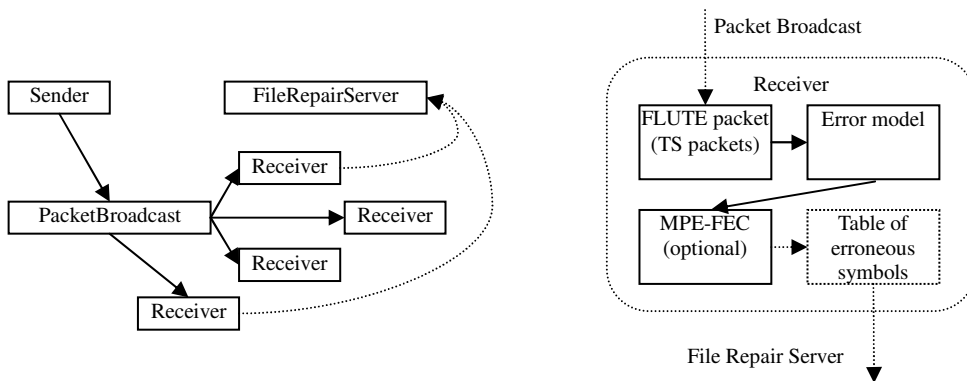 Sender
FileRepairServer
Receiver
PacketBroadcast
Receiver
Receiver
Receiver
Packet Broadcast
Receiver
FLUTE packet
(TS packets)
Error model
MPE-FEC
(optional)
Table of
erroneous
symbols
File Repair Server